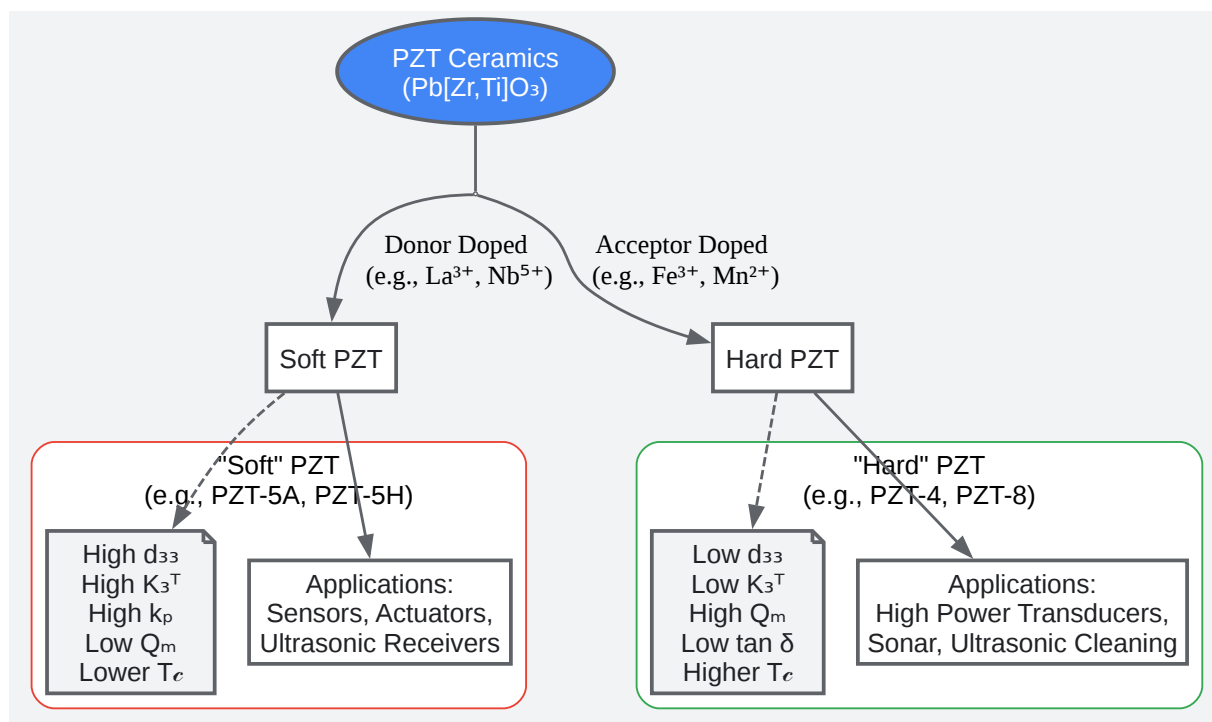 PZT Ceramics
(Pb[Zr,Ti]O₃)
Donor Doped
(e.g., La³⁺, Nb⁵⁺)
Acceptor Doped
(e.g., Fe³⁺, Mn²⁺)
Soft PZT
Hard PZT
"Soft" PZT
(e.g., PZT-5A, PZT-5H)
High d₃₃
High K₃ᵀ
High kₚ
Low Qₘ
Lower T𝒸
Applications:
Sensors, Actuators,
Ultrasonic Receivers
"Hard" PZT
(e.g., PZT-4, PZT-8)
Low d₃₃
Low K₃ᵀ
High Qₘ
Low tan δ
Higher T𝒸
Applications:
High Power Transducers,
Sonar, Ultrasonic Cleaning